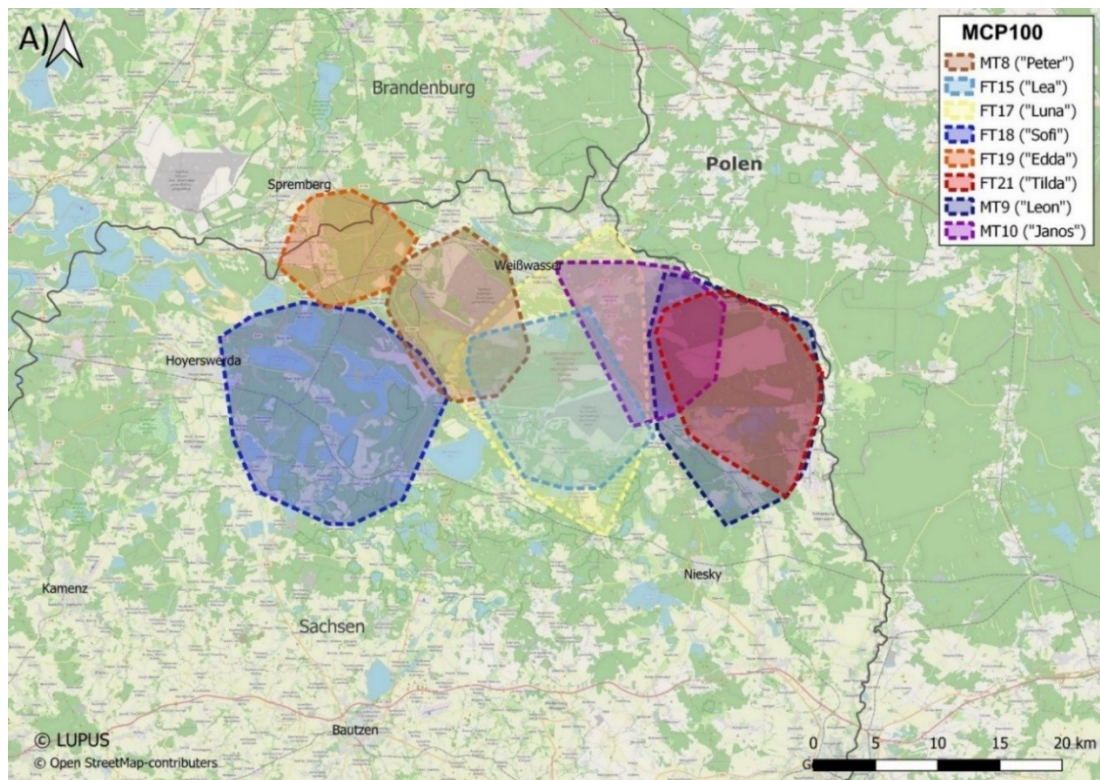 A)
MCP100
MT8 ("Peter")
FT15 ("Lea")
FT17 ("Luna")
FT18 ("Sofi")
FT19 ("Edda")
FT21 ("Tilda")
MT9 ("Leon")
MT10 ("Janos")
Brandenburg
Polen
Spremberg
Weißwasser
Hoyerswerda
Niesky
Kamenz
Sachsen
Bautzen
© LUPUS
© Open StreetMap-contributors
0 5 10 15 20 km